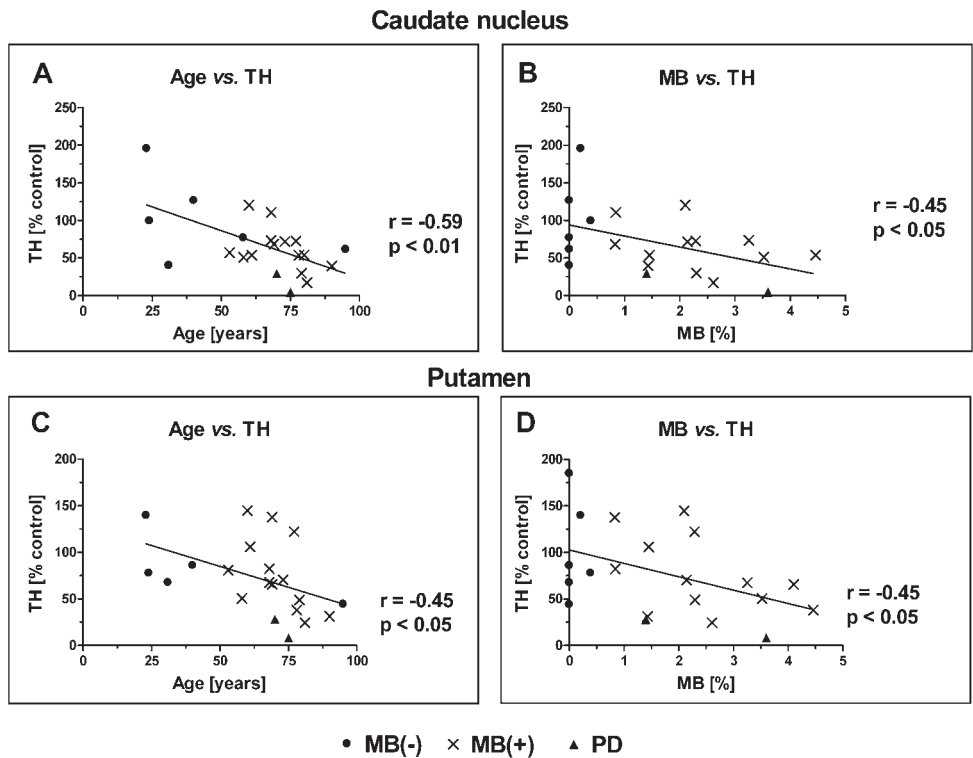 Caudate nucleus
A
Age vs. TH
TH [% control]
250
200
150
100
50
0
0
25
50
75
100
Age [years]
r = -0.59
p < 0.01
B
MB vs. TH
TH [% control]
250
200
150
100
50
0
0
1
2
3
4
5
MB [%]
r = -0.45
p < 0.05
Putamen
C
Age vs. TH
TH [% control]
200
150
100
50
0
0
25
50
75
100
Age [years]
r = -0.45
p < 0.05
D
MB vs. TH
TH [% control]
200
150
100
50
0
0
1
2
3
4
5
MB [%]
r = -0.45
p < 0.05
MB(-) MB(+) PD